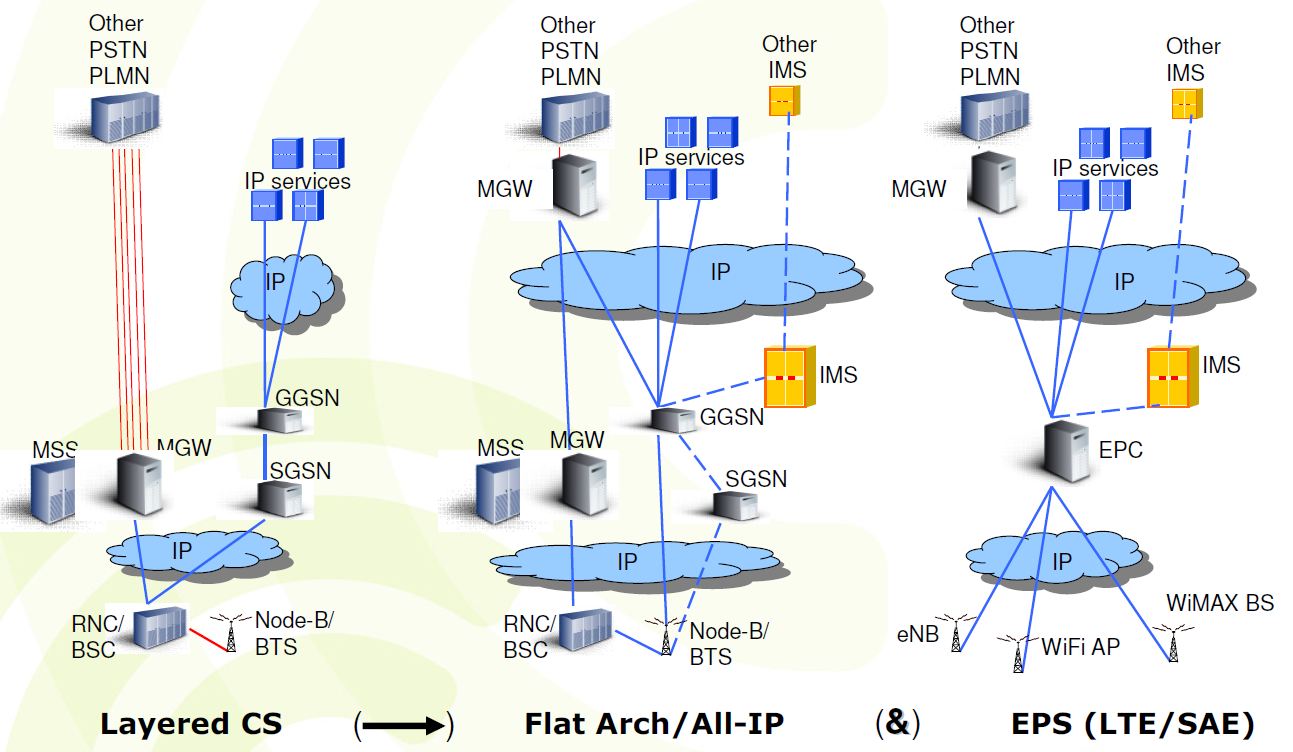 Other
PSTN
PLMN
IP services
IP
GGSN
MSS
MGW
SGSN
IP
RNC/
BSC
Node-B/
BTS
Layered CS
(→)
Other
PSTN
PLMN
Other
IMS
IP services
MGW
IP
IMS
GGSN
MSS
MGW
SGSN
IP
RNC/
BSC
Node-B/
BTS
Flat Arch/All-IP
(&)
Other
PSTN
PLMN
Other
IMS
IP services
MGW
IP
IMS
EPC
IP
WiMAX BS
eNB
WiFi AP
EPS (LTE/SAE)